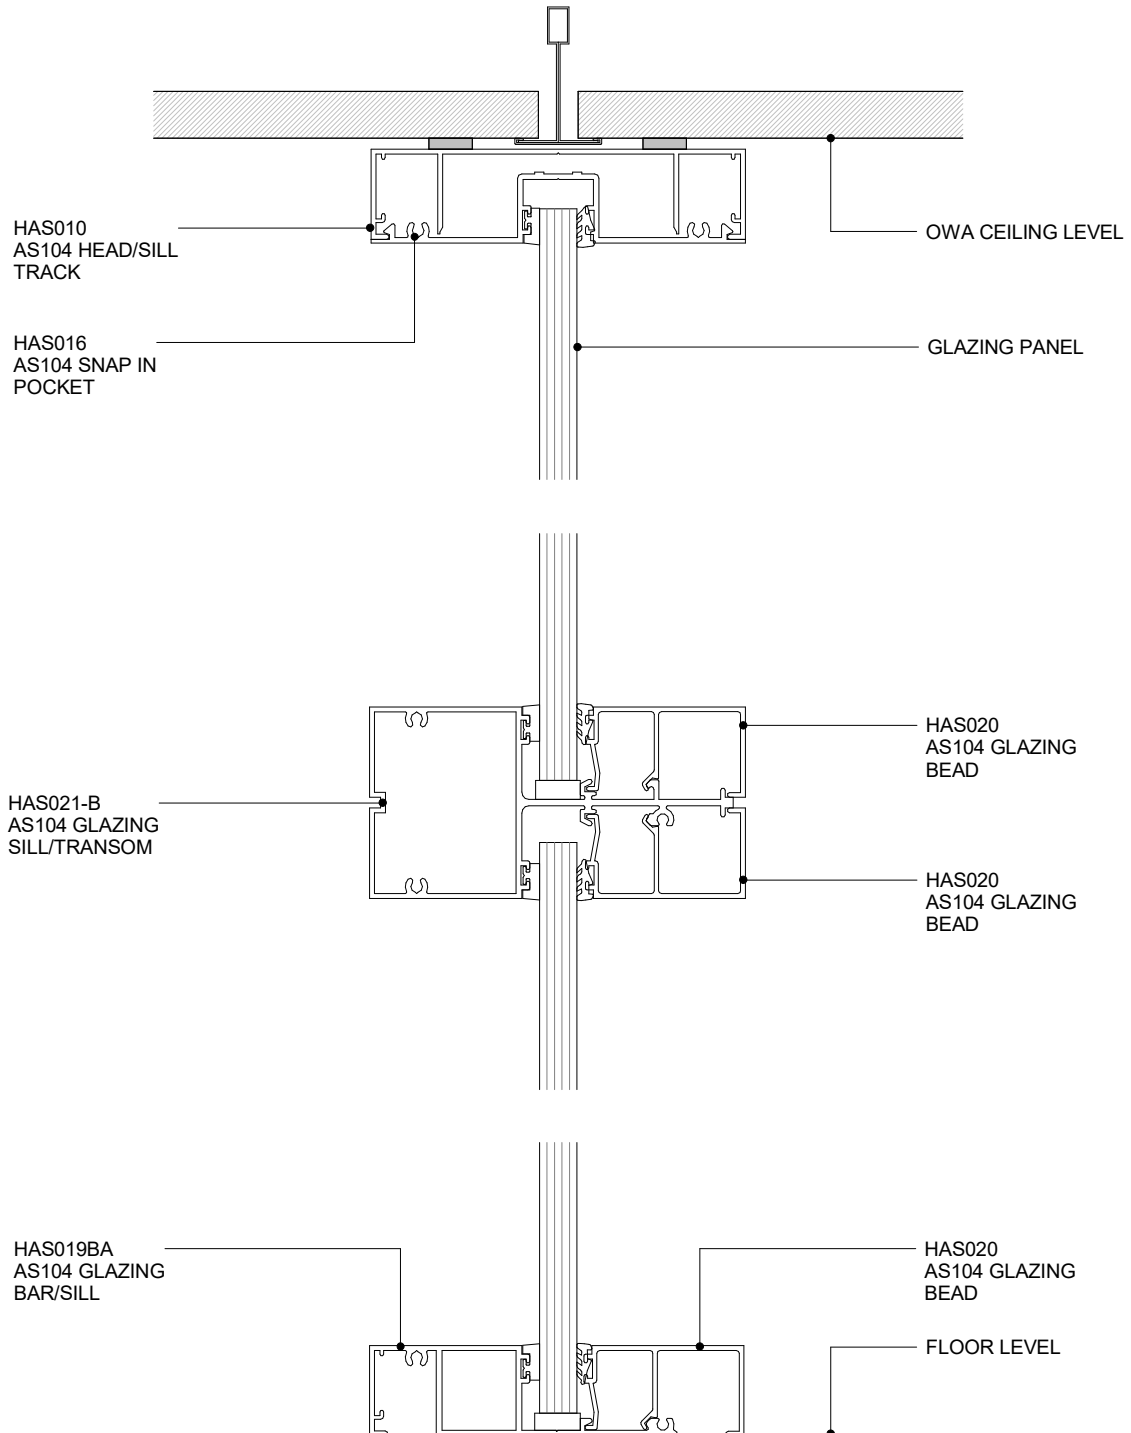 HAS010
AS104 HEAD/SILL
TRACK
OWA CEILING LEVEL
HAS016
AS104 SNAP IN
POCKET
GLAZING PANEL
HAS020
AS104 GLAZING
BEAD
HAS021-B
AS104 GLAZING
SILL/TRANSOM
HAS020
AS104 GLAZING
BEAD
HAS019BA
AS104 GLAZING
BAR/SILL
HAS020
AS104 GLAZING
BEAD
FLOOR LEVEL